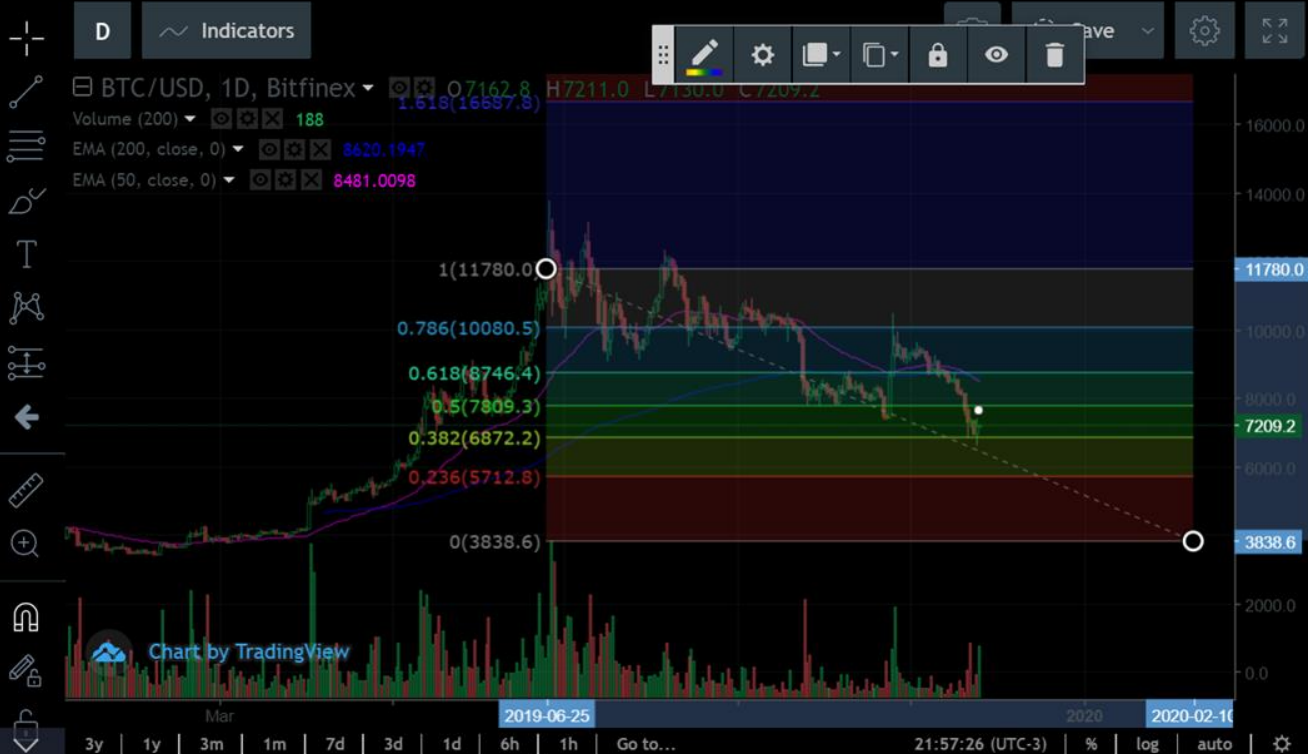 D Indicators ave
BTC/USD, 1D, Bitfinex O7162.8 H7211.0 L7130.0 C7209.2
1.618(16687.8)
Volume (200) 188
EMA (200, close, 0) 8620.1947
EMA (50, close, 0) 8481.0098
16000.0
14000.0
1(11780.0) 11780.0
0.786(10080.5) 10000.0
0.618(8746.4)
0.5(7809.3) 8000.0
7209.2
0.382(6872.2)
0.236(5712.8) 6000.0
0(3838.6) 3838.6
2000.0
Chart by TradingView
0.0
Mar 2019-06-25 2020 2020-02-10
3y 1y 3m 1m 7d 3d 1d 6h 1h Go to... 21:57:26 (UTC-3) % log auto